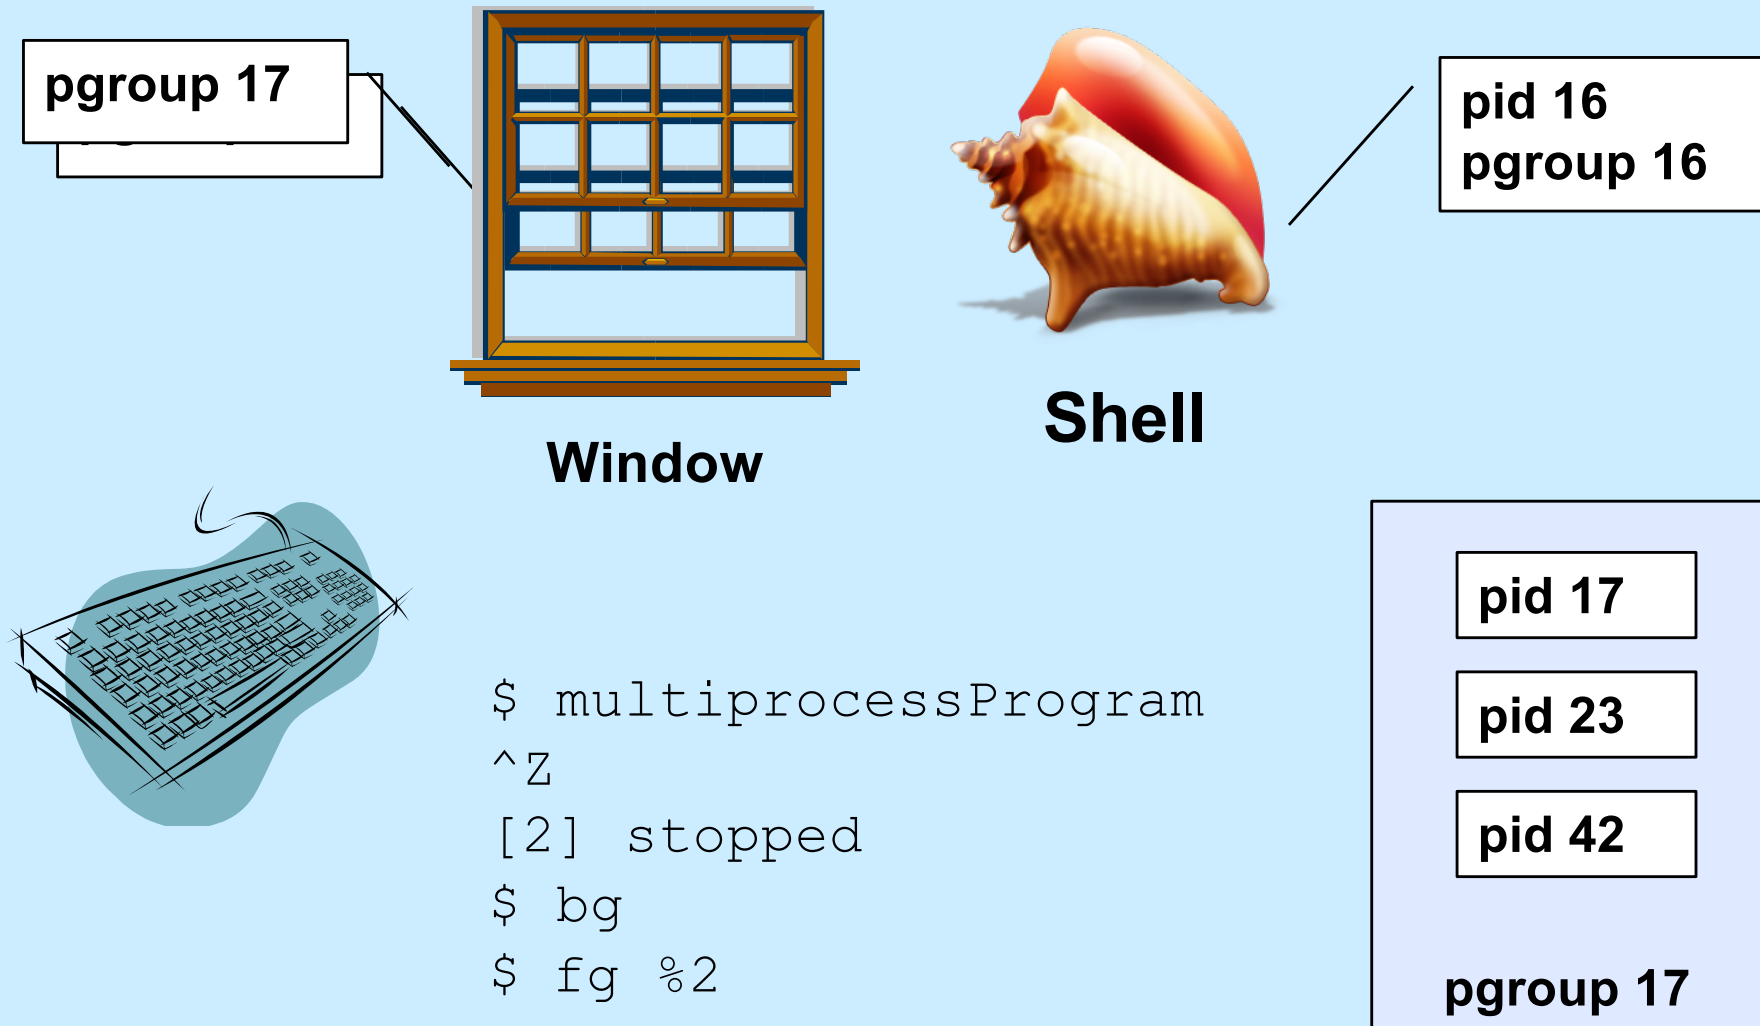 pgroup 17
pid 16
pgroup 16
Window
Shell
$ multiprocessProgram
^Z
[2] stopped
$ bg
$ fg %2
pid 17
pid 23
pid 42
pgroup 17